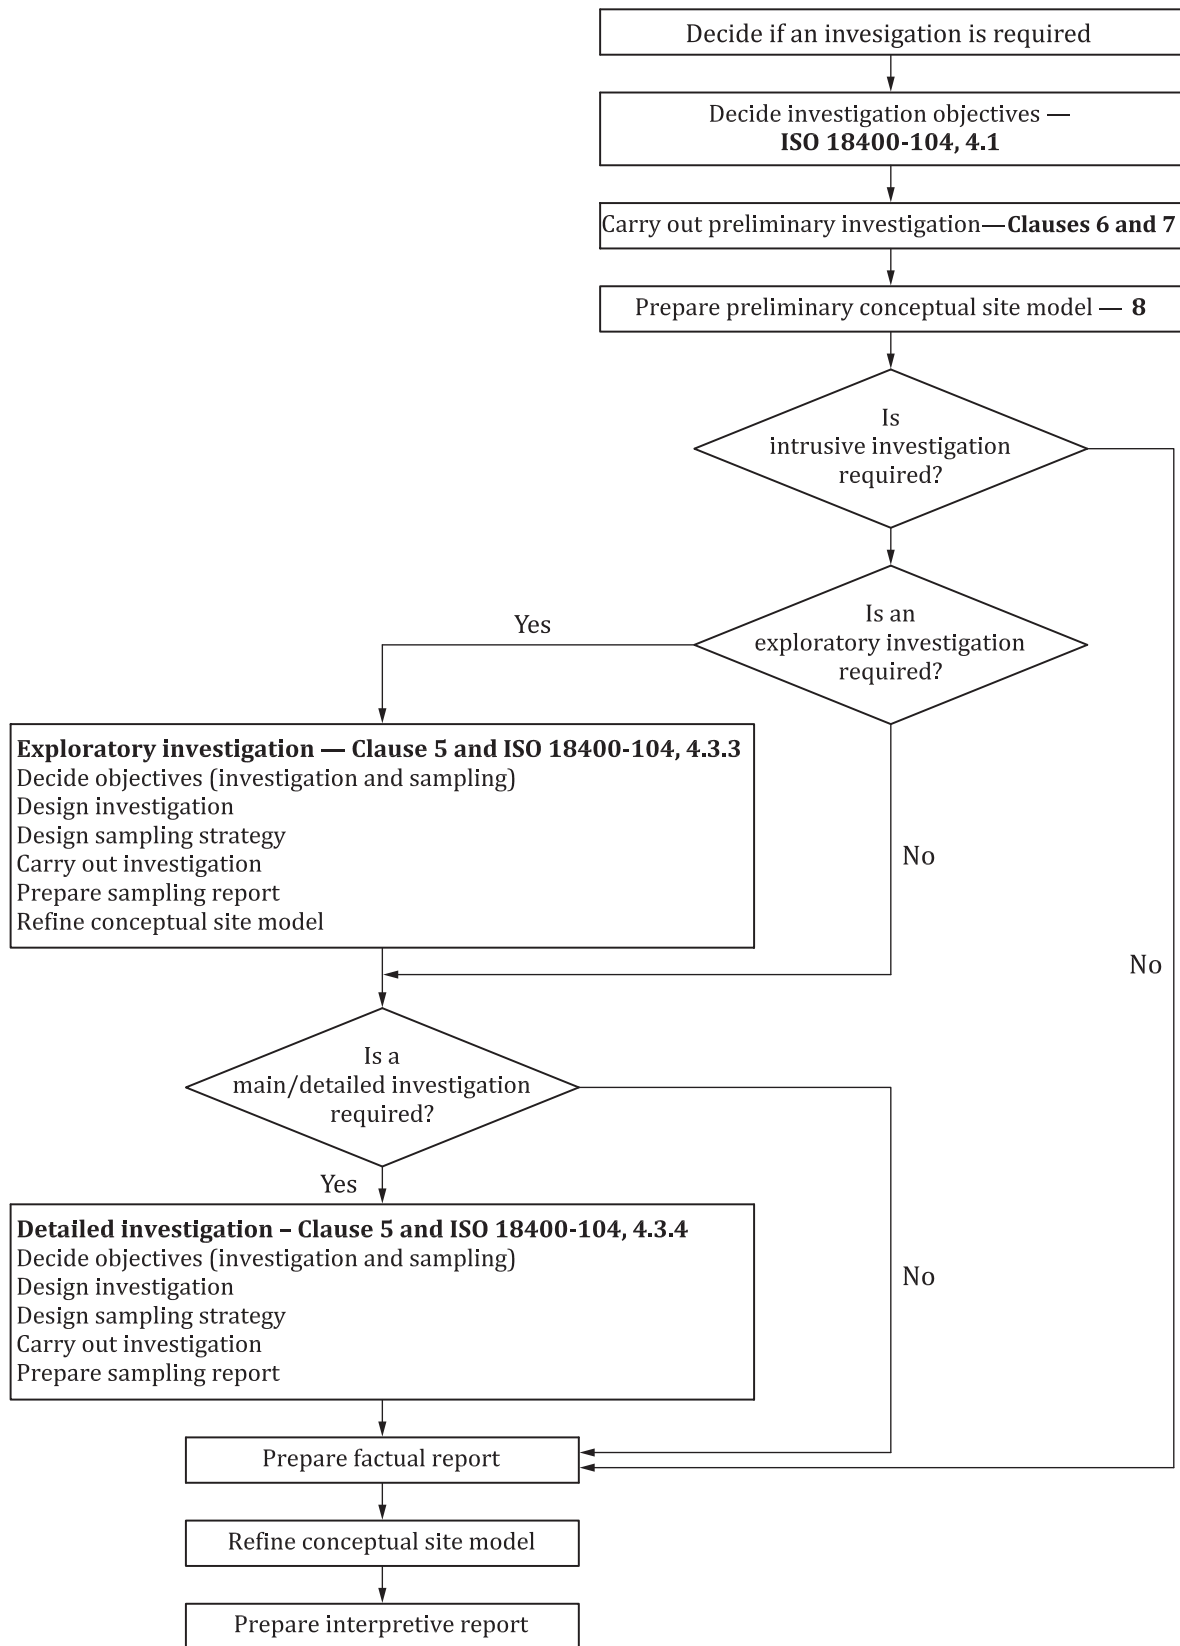 Decide if an invesigation is required
Decide investigation objectives —
ISO 18400-104, 4.1
Carry out preliminary investigation—Clauses 6 and 7
Prepare preliminary conceptual site model — 8
Is
intrusive investigation
required?
Is an
exploratory investigation
required?
Yes
Exploratory investigation — Clause 5 and ISO 18400-104, 4.3.3
Decide objectives (investigation and sampling)
Design investigation
Design sampling strategy
Carry out investigation
Prepare sampling report
Refine conceptual site model
No
No
Is a
main/detailed investigation
required?
Yes
Detailed investigation – Clause 5 and ISO 18400-104, 4.3.4
Decide objectives (investigation and sampling)
Design investigation
Design sampling strategy
Carry out investigation
Prepare sampling report
No
Prepare factual report
Refine conceptual site model
Prepare interpretive report